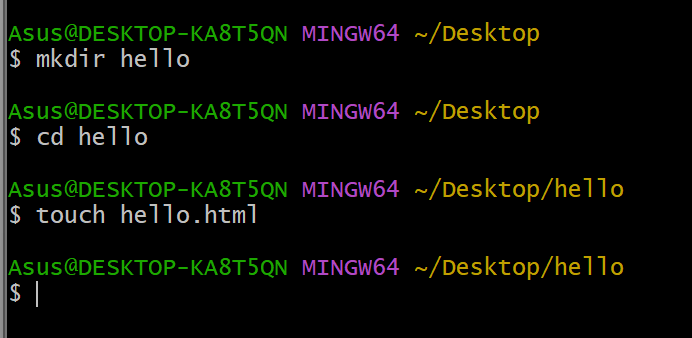 Asus@DESKTOP-KA8T5QN MINGW64 ~/Desktop
$ mkdir hello
Asus@DESKTOP-KA8T5QN MINGW64 ~/Desktop
$ cd hello
Asus@DESKTOP-KA8T5QN MINGW64 ~/Desktop/hello
$ touch hello.html
Asus@DESKTOP-KA8T5QN MINGW64 ~/Desktop/hello
$